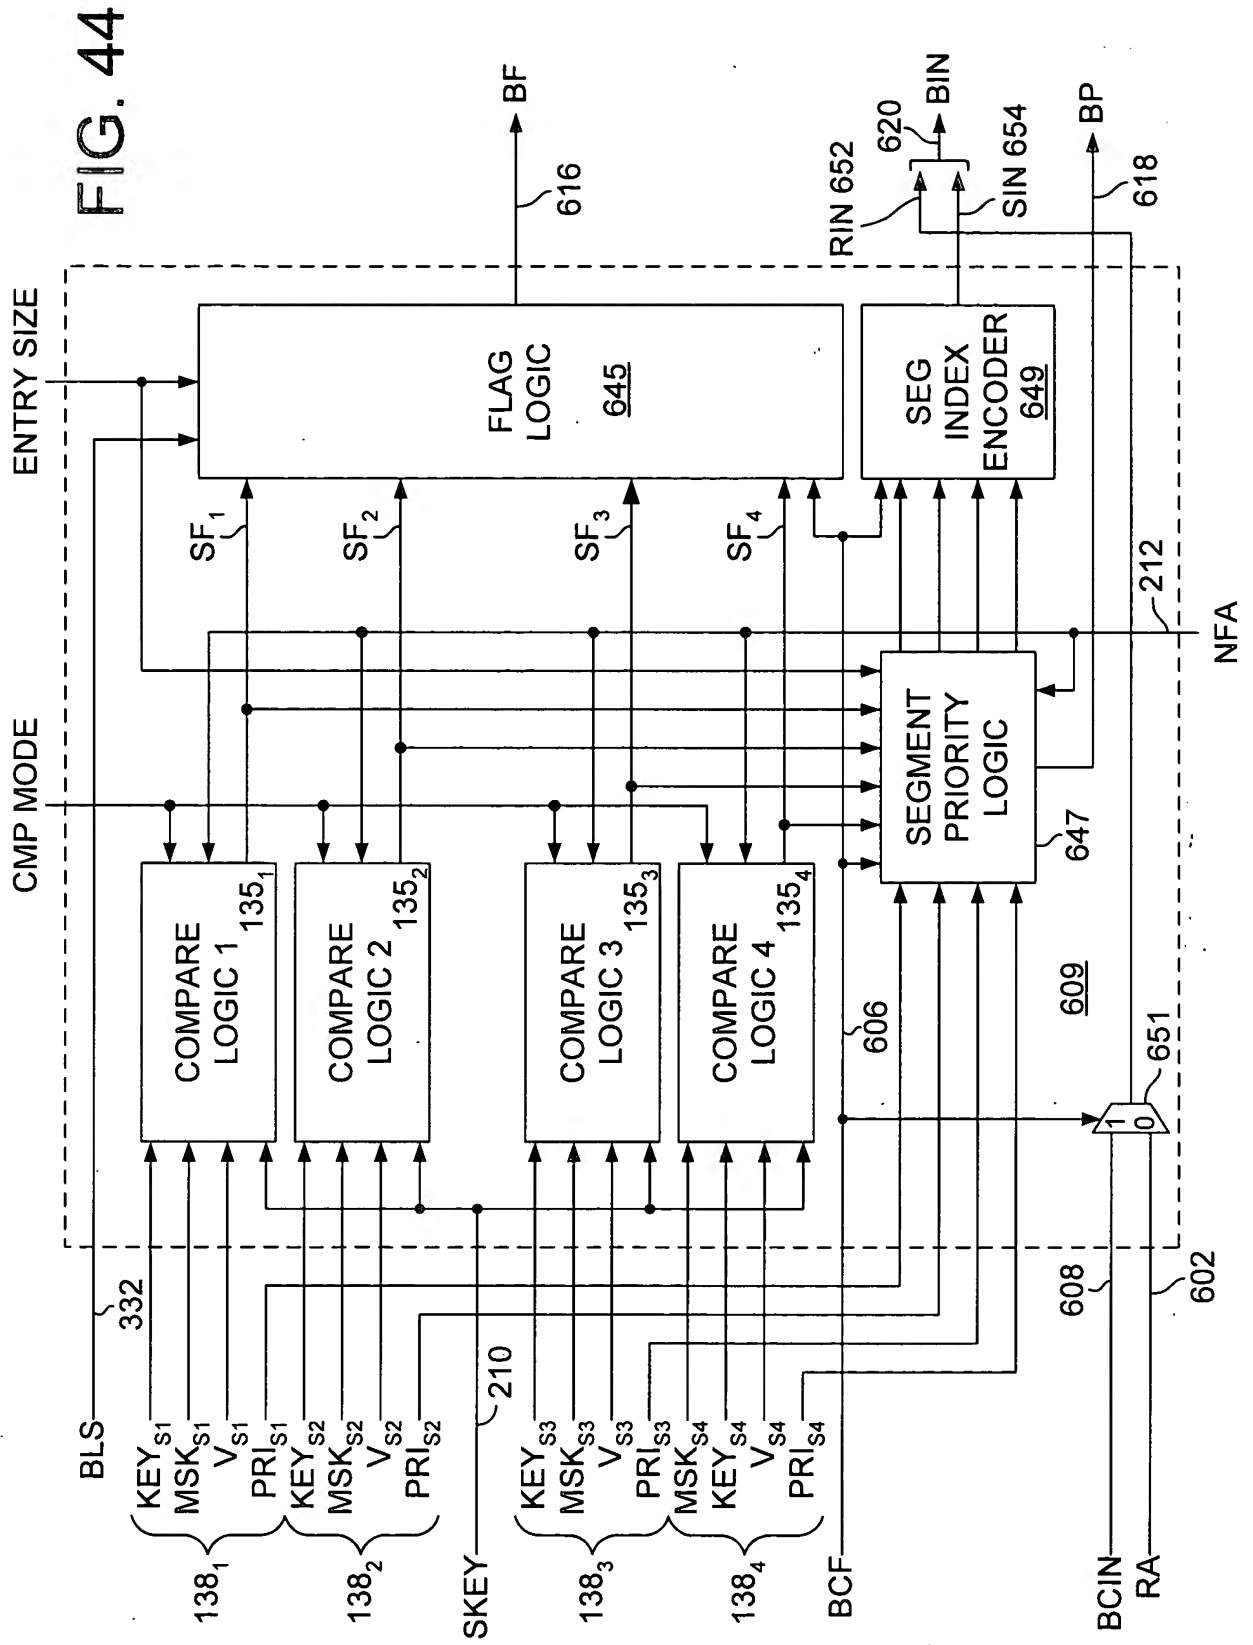 FIG. 44
ENTRY SIZE
CMP MODE
BLS
332
KEYS1
MSKS1
VS1
PRIS1
1381
KEYS2
MSKS2
VS2
PRIS2
1382
SKEY
210
KEYS3
MSKS3
VS3
PRIS3
1383
MSKS4
KEYS4
VS4
PRIS4
1384
BCF
606
BCIN
608
RA
602
COMPARE
LOGIC 1
1351
COMPARE
LOGIC 2
1352
COMPARE
LOGIC 3
1353
COMPARE
LOGIC 4
1354
SF1
SF2
SF3
SF4
FLAG
LOGIC
645
SEGMENT
PRIORITY
LOGIC
647
SEG
INDEX
ENCODER
649
1
0
651
609
NFA
212
616
BF
RIN 652
SIN 654
620
BIN
618
BP